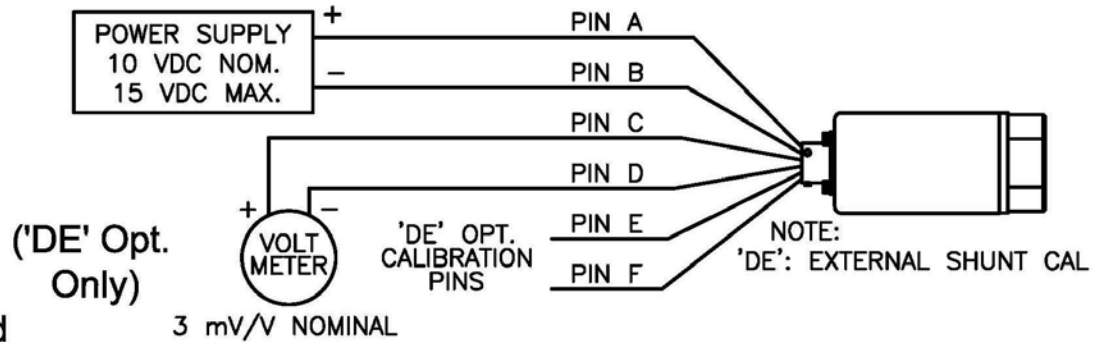 POWER SUPPLY
10 VDC NOM.
15 VDC MAX.
+
−
PIN A
PIN B
PIN C
PIN D
PIN E
PIN F
+ −
VOLT
METER
3 mV/V NOMINAL
('DE' Opt.
Only)
d
'DE' OPT.
CALIBRATION
PINS
NOTE:
'DE': EXTERNAL SHUNT CAL